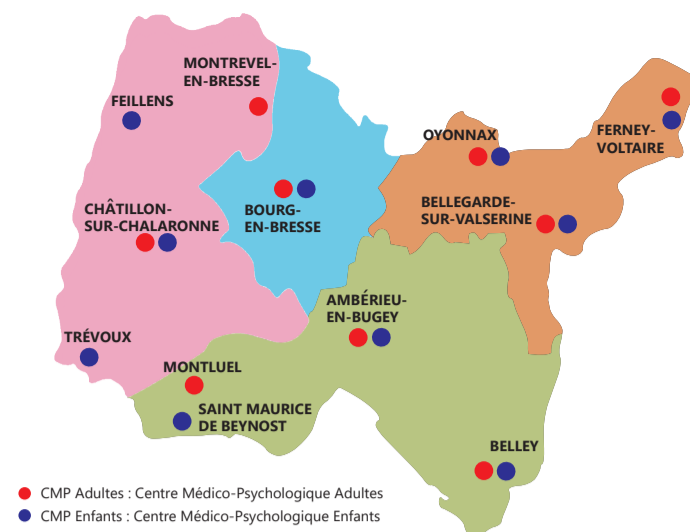 MONTREVEL-
EN-BRESSE
FEILLENS
OYONNAX
FERNEY-
VOLTAIRE
CHÂTILLON-
SUR-CHALARONNE
BOURG-
EN-BRESSE
BELLEGARDE-
SUR-VALSERINE
AMBÉRIEU-
EN-BUGEY
TRÉVOUX
MONTLUEL
SAINT MAURICE
DE BEYNOST
BELLEY
CMP Adultes : Centre Médico-Psychologique Adultes
CMP Enfants : Centre Médico-Psychologique Enfants